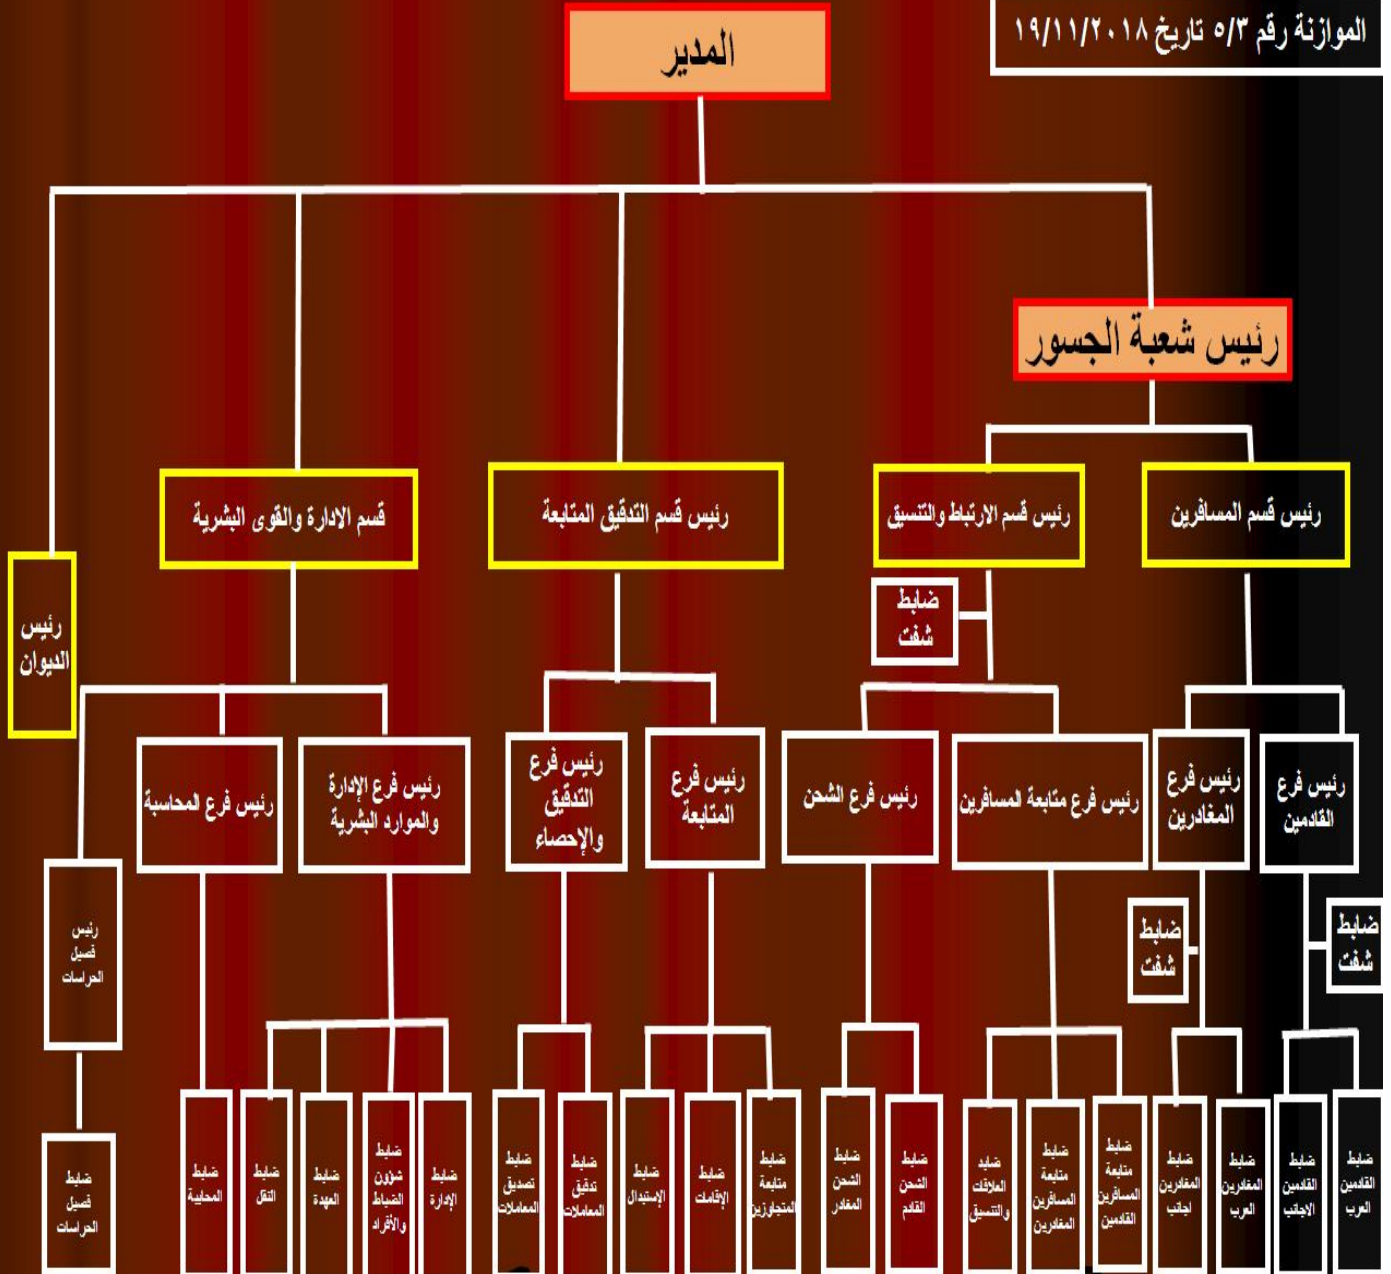 الموازنة رقم ٥/٣ تاريخ ١٩/١١/٢٠١٨
المدير
رئيس شعبة الجسور
رئيس قسم المسافرين
رئيس قسم الارتباط والتنسيق
رئيس قسم التدقيق المتابعة
قسم الادارة والقوى البشرية
رئيس
الديوان
ضابط
شفت
رئيس فرع
القادمين
رئيس فرع
المغادرين
رئيس فرع متابعة المسافرين
رئيس فرع الشحن
رئيس فرع
المتابعة
رئيس فرع
التدقيق
والإحصاء
رئيس فرع الإدارة
والموارد البشرية
رئيس فرع المحاسبة
رئيس
فصيل
الحراسات
ضابط
شفت
ضابط
شفت
ضابط
القادمين
العرب
ضابط
القادمين
الاجانب
ضابط
المغادرين
العرب
ضابط
المغادرين
اجانب
ضابط
متابعة
المسافرين
القادمين
ضابط
متابعة
المسافرين
المغادرين
ضايد
العلاقات
والتنسيق
ضابط
الشحن
القادم
ضابط
الشحن
المغادر
ضابط
متابعة
المتجاوزين
ضابط
الإقامات
ضابط
الإستبدال
ضابط
تدقيق
المعاملات
ضابط
تصديق
المعاملات
ضابط
الإدارة
ضابط
شؤون
الضباط
والأفراد
ضابط
العهدة
ضابط
النقل
ضابط
المحاسبة
ضابط
فصيل
الحراسات